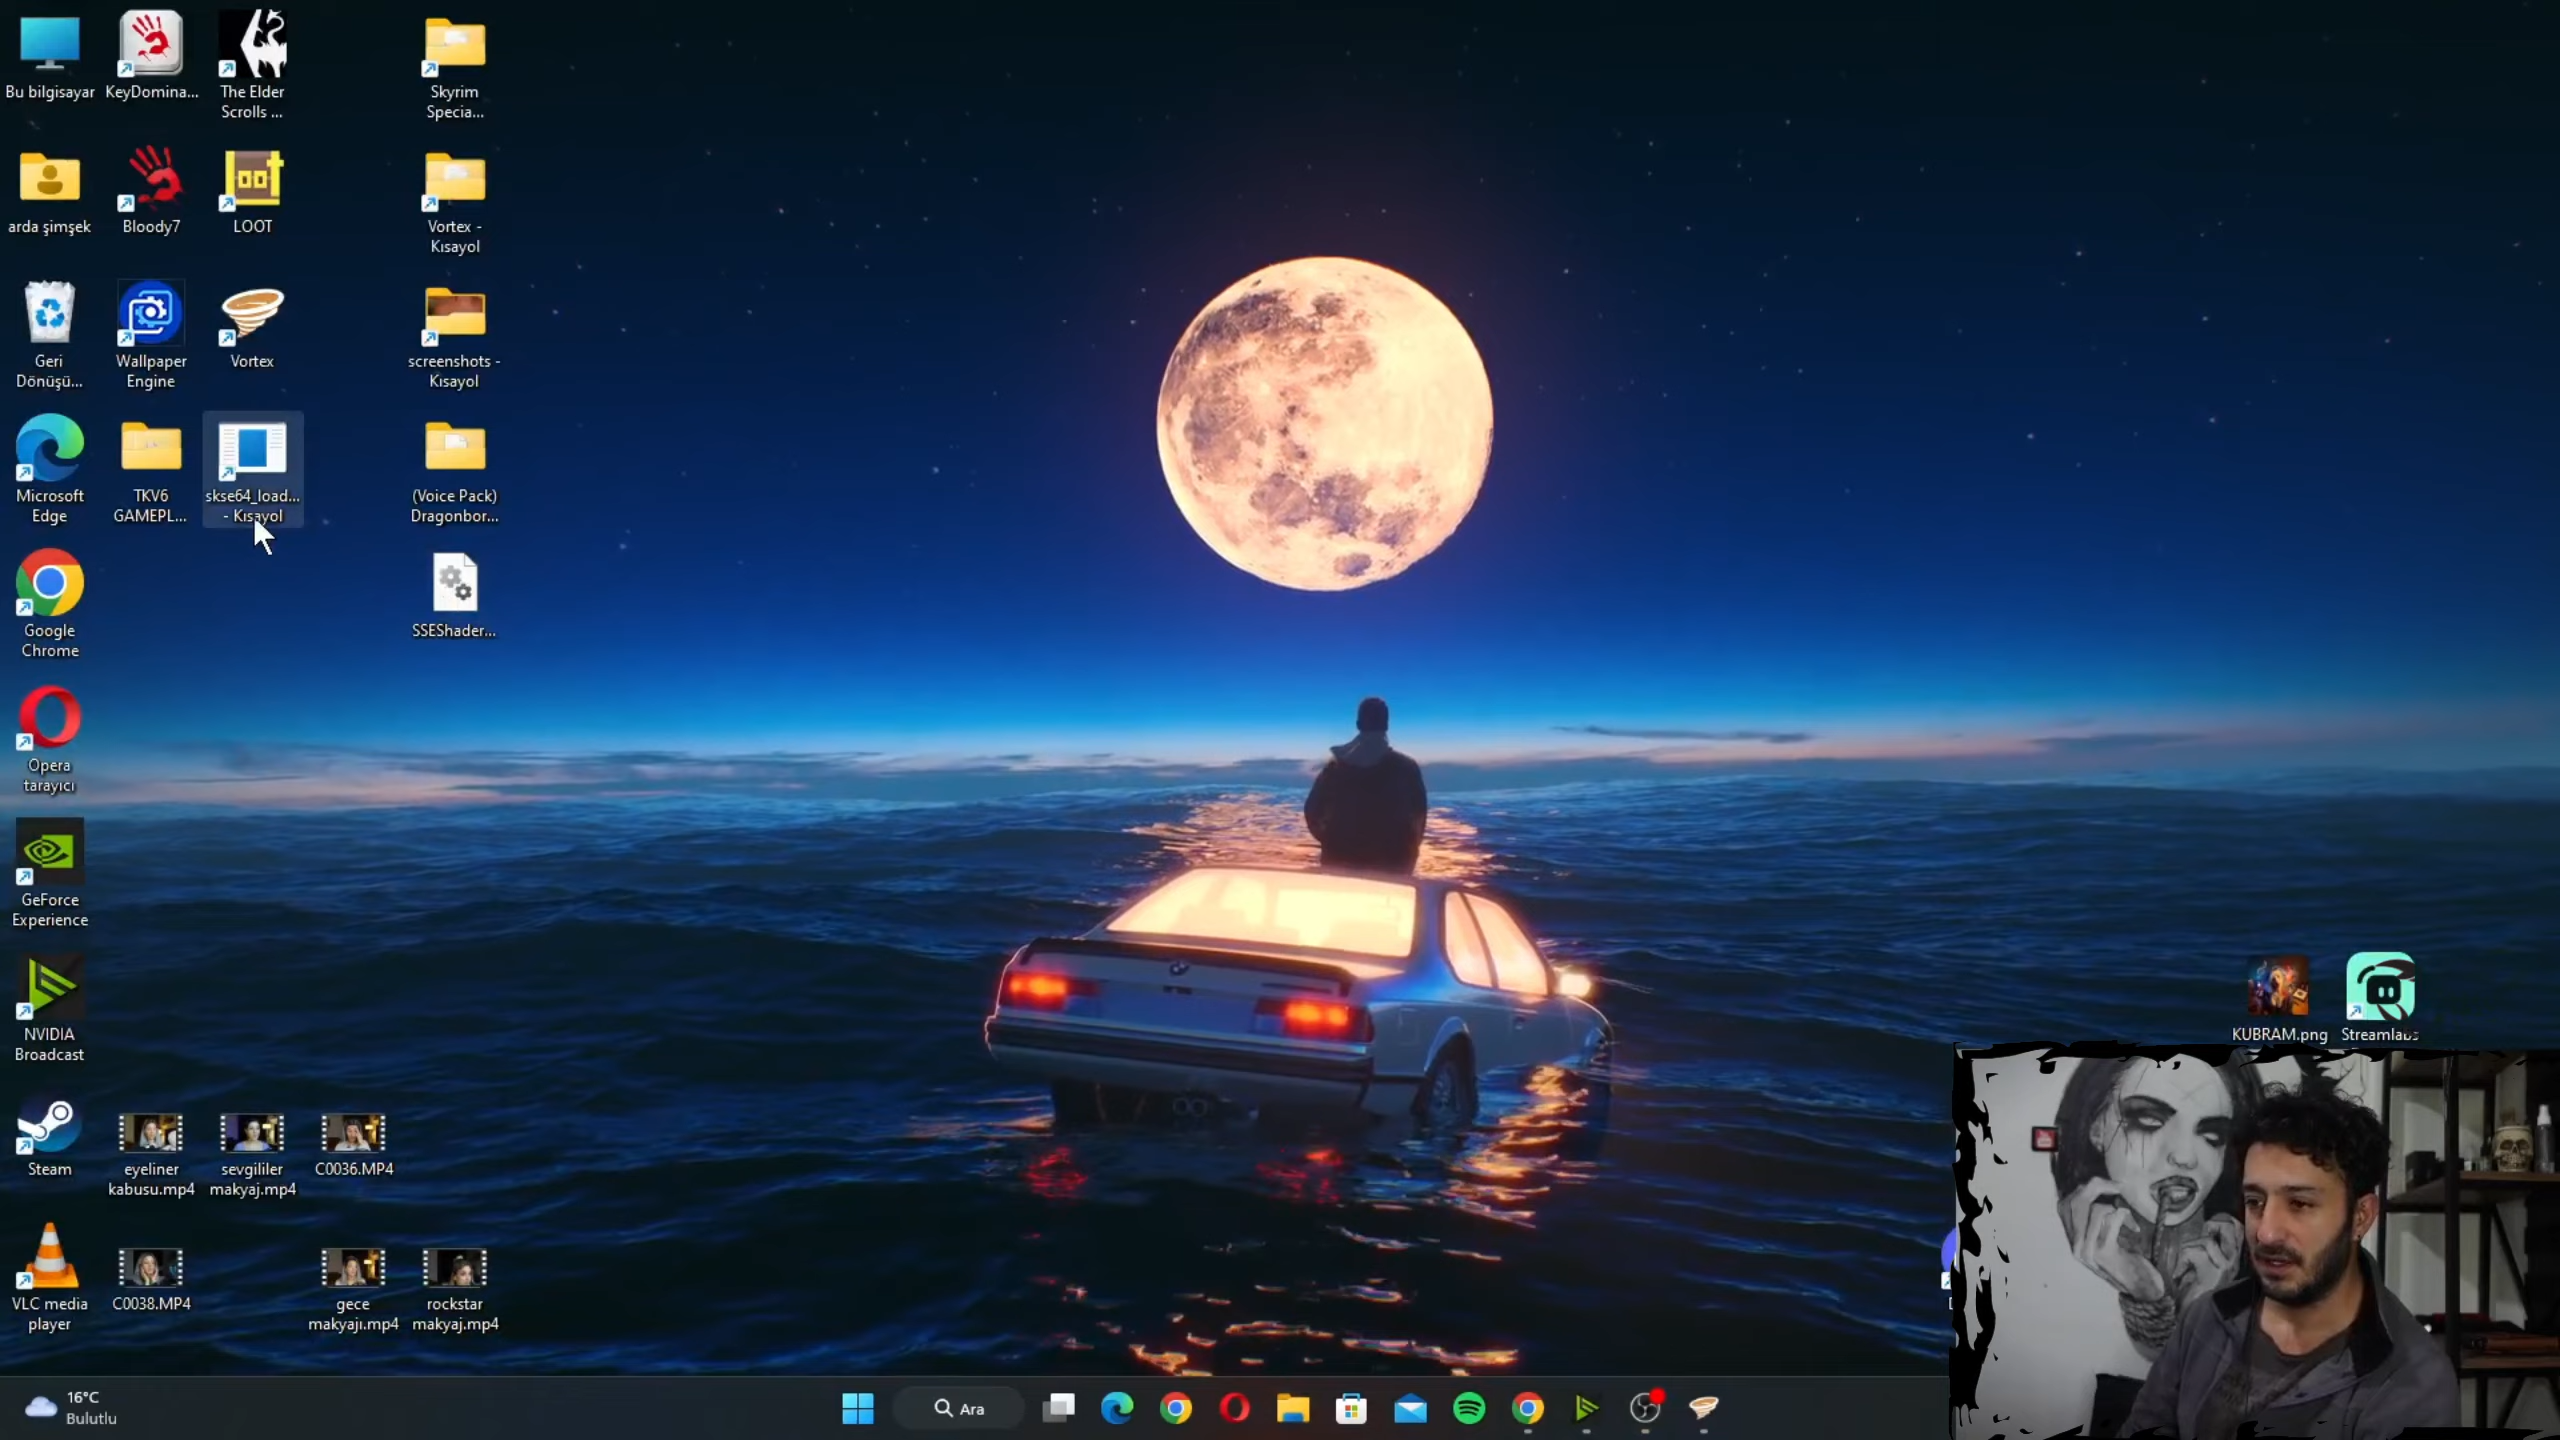 Bu bilgisayar
KeyDomina...
The Elder
Scrolls ...
Skyrim
Specia...
arda şimşek
Bloody7
LOOT
Vortex -
Kısayol
Geri
Dönüşü...
Wallpaper
Engine
Vortex
screenshots -
Kısayol
Microsoft
Edge
TKV6
GAMEPL...
skse64_load...
- Kısayol
(Voice Pack)
Dragonbor...
Google
Chrome
SSEShader...
Opera
tarayıcı
GeForce
Experience
NVIDIA
Broadcast
KUBRAM.png
Streamlabs
Steam
eyeliner
kabusu.mp4
sevgililer
makyaj.mp4
C0036.MP4
VLC media
player
C0038.MP4
gece
makyajı.mp4
rockstar
makyaj.mp4
16°C
Bulutlu
Ara